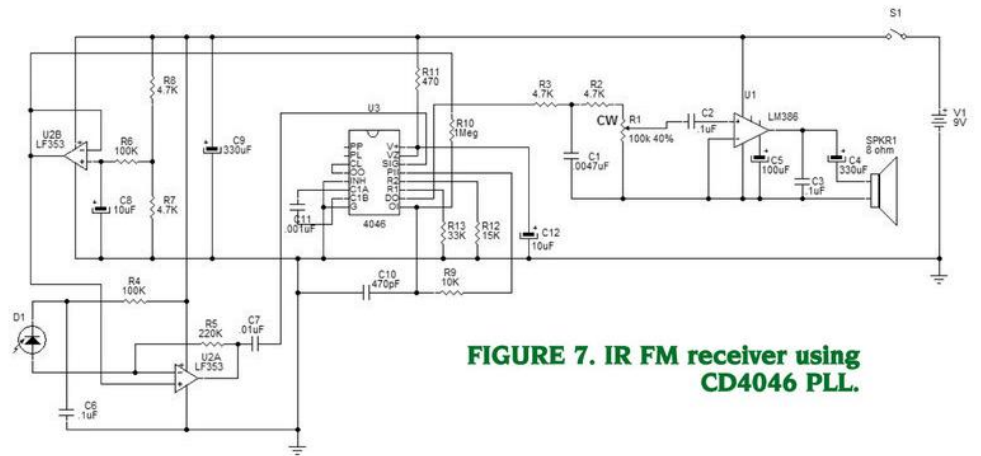 S1
R8
4.7K
R11
470
R3
4.7K
R2
4.7K
U1
U3
R10
1Meg
CW
R1
100k 40%
C2
.1uF
LM386
V1
9V
U2B
LF353
R6
100K
C9
330uF
PP
PL
CL
OO
INH
C1A
C1B
G
V+
VZ
SIG
PII
R2
R1
DO
OI
4046
C1
.0047uF
C5
100uF
C3
.1uF
C4
330uF
SPKR1
8 ohm
C8
10uF
R7
4.7K
C11
.001uF
R13
33K
R12
15K
C12
10uF
R4
100K
C10
470pF
R9
10K
D1
R5
220K
C7
.01uF
U2A
LF353
C6
.1uF
FIGURE 7. IR FM receiver using
CD4046 PLL.